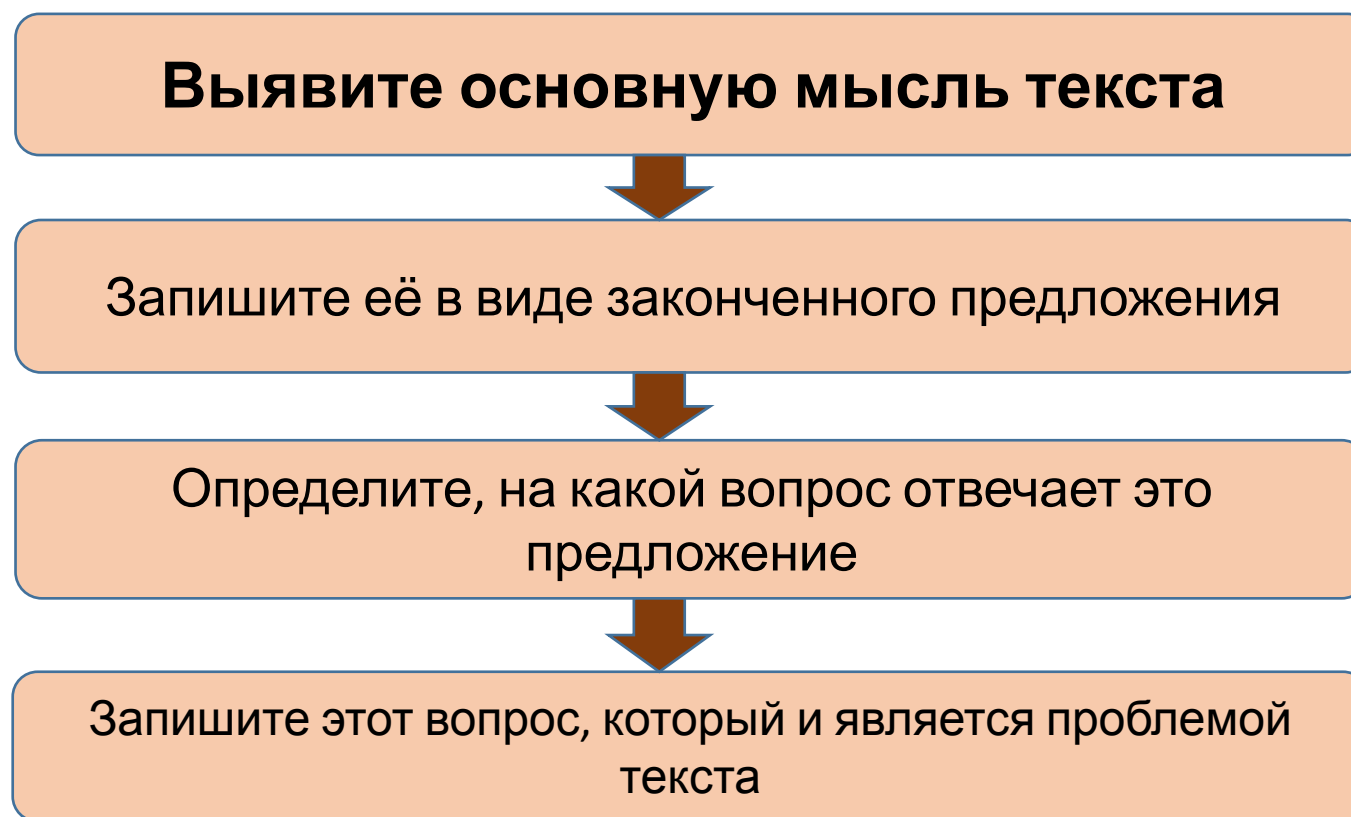 Выявите основную мысль текста
Запишите её в виде законченного предложения
Определите, на какой вопрос отвечает это
предложение
Запишите этот вопрос, который и является проблемой
текста